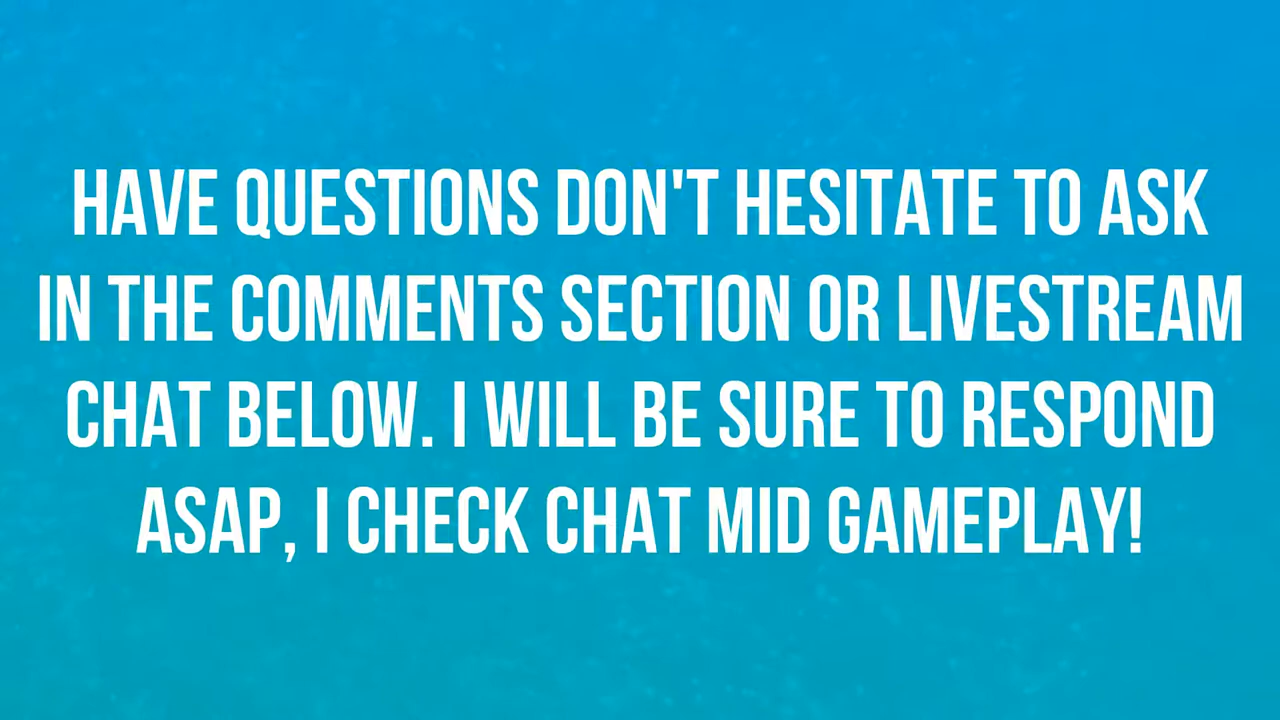 HAVE QUESTIONS DON'T HESITATE TO ASK
IN THE COMMENTS SECTION OR LIVESTREAM
CHAT BELOW. I WILL BE SURE TO RESPOND
ASAP, I CHECK CHAT MID GAMEPLAY!